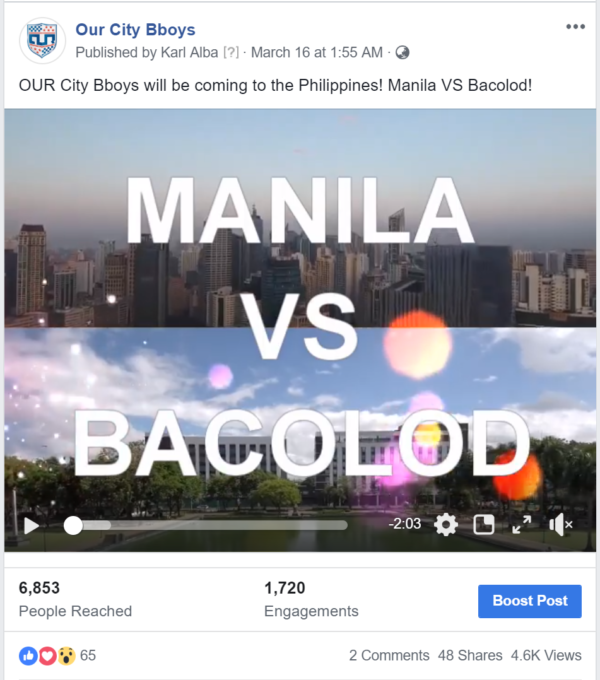 Our City Bboys
Published by Karl Alba [?] · March 16 at 1:55 AM ·
OUR City Bboys will be coming to the Philippines! Manila VS Bacolod!
MANILA
VS
BACOLOD
-2:03
6,853
People Reached
1,720
Engagements
Boost Post
65
2 Comments 48 Shares 4.6K Views